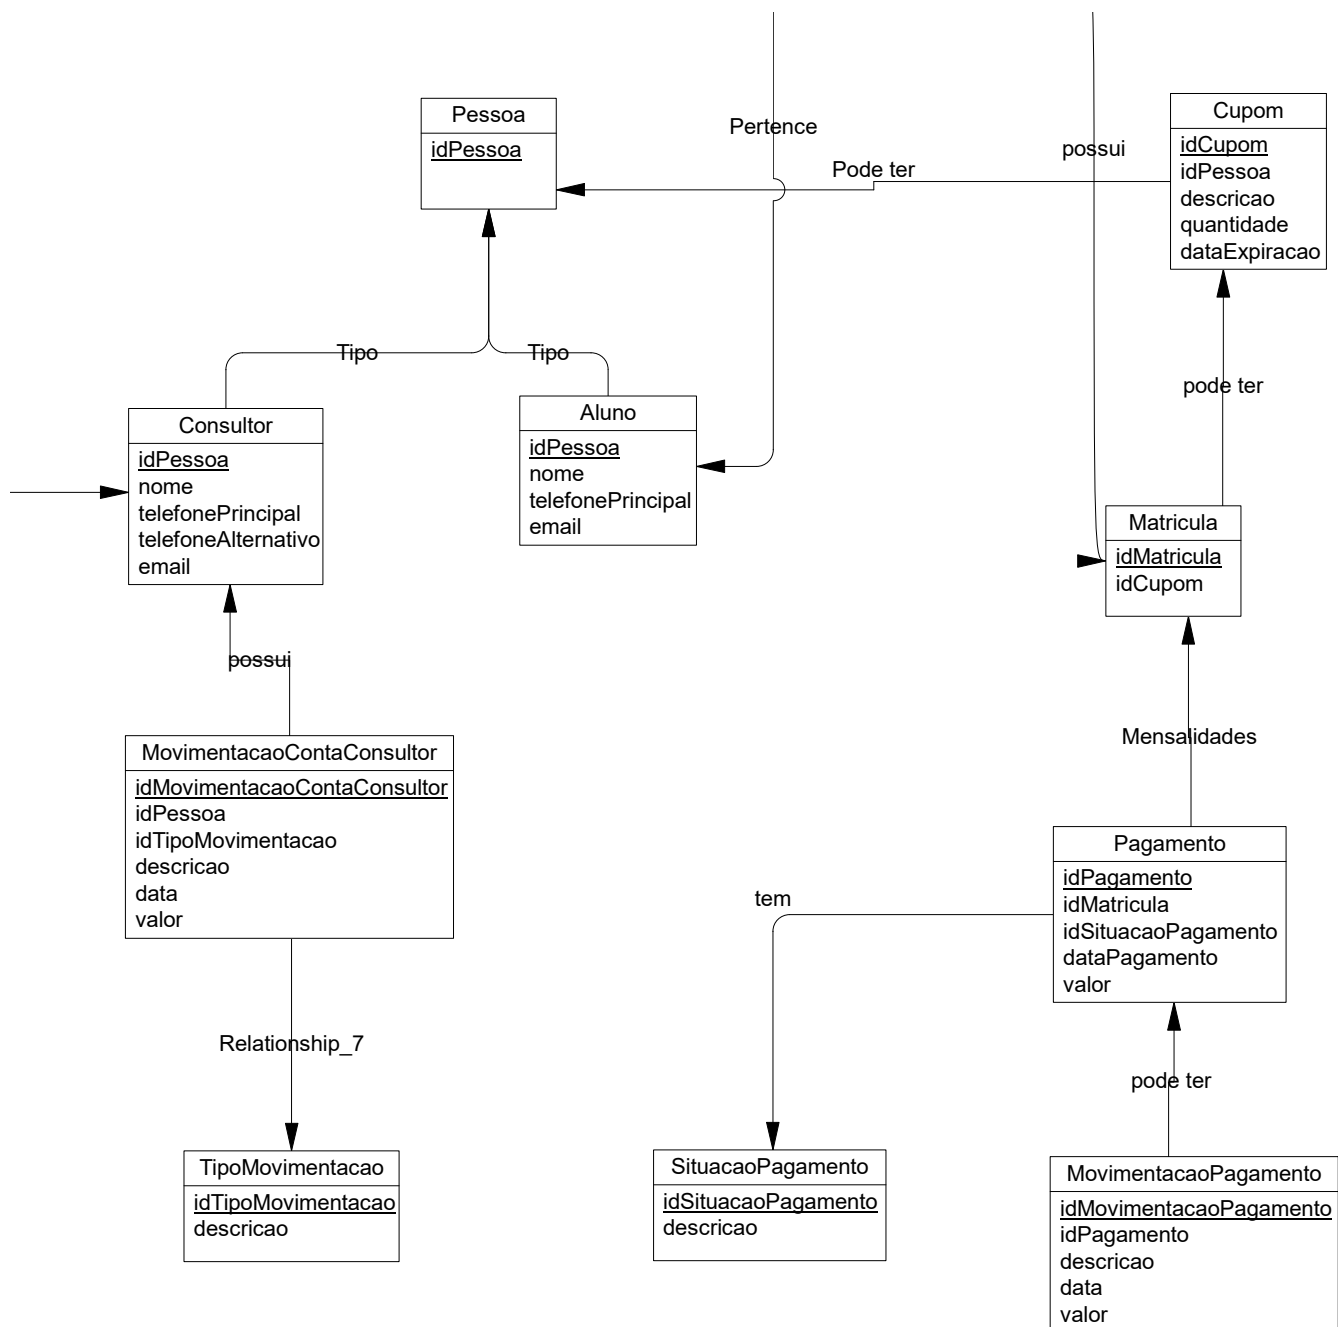 Pessoa
idPessoa
Pertence
possui
Pode ter
Cupom
idCupom
idPessoa
descricao
quantidade
dataExpiracao
Tipo
Tipo
pode ter
Consultor
idPessoa
nome
telefonePrincipal
telefoneAlternativo
email
Aluno
idPessoa
nome
telefonePrincipal
email
Matricula
idMatricula
idCupom
possui
Mensalidades
MovimentacaoContaConsultor
idMovimentacaoContaConsultor
idPessoa
idTipoMovimentacao
descricao
data
valor
Pagamento
idPagamento
idMatricula
idSituacaoPagamento
dataPagamento
valor
tem
Relationship_7
pode ter
TipoMovimentacao
idTipoMovimentacao
descricao
SituacaoPagamento
idSituacaoPagamento
descricao
MovimentacaoPagamento
idMovimentacaoPagamento
idPagamento
descricao
data
valor